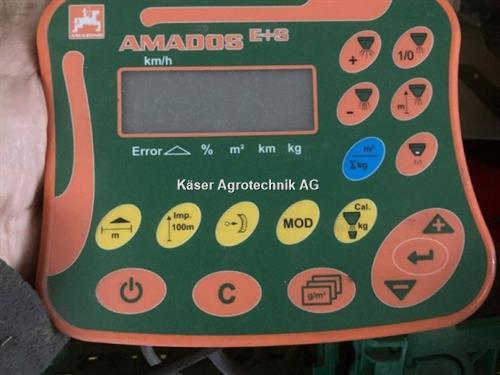 AMAZONE
AMADOS E+S
km/h
+
1/0
-
m
Error % m² km kg
m²
Σkg
Käser Agrotechnik AG
m
Imp.
100m
MOD
Cal.
kg
+
C
g/m²
-